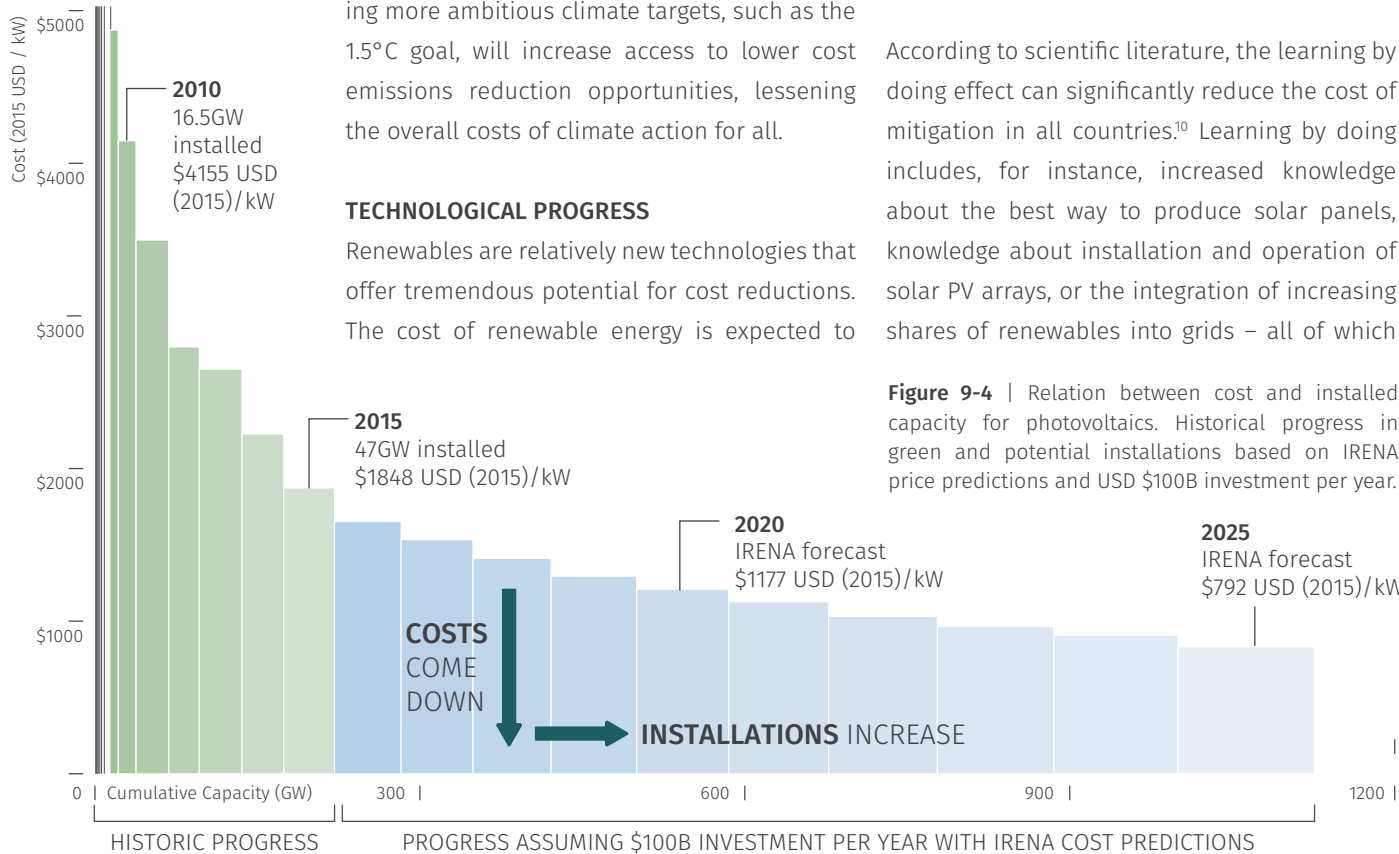 ing more ambitious climate targets, such as the
1.5°C goal, will increase access to lower cost
emissions reduction opportunities, lessening
the overall costs of climate action for all.
TECHNOLOGICAL PROGRESS
Renewables are relatively new technologies that
offer tremendous potential for cost reductions.
The cost of renewable energy is expected to
According to scientific literature, the learning by
doing effect can significantly reduce the cost of
mitigation in all countries.¹⁰ Learning by doing
includes, for instance, increased knowledge
about the best way to produce solar panels,
knowledge about installation and operation of
solar PV arrays, or the integration of increasing
shares of renewables into grids – all of which
Figure 9-4 | Relation between cost and installed
capacity for photovoltaics. Historical progress in
green and potential installations based on IRENA
price predictions and USD $100B investment per year.
Cost (2015 USD / kW)
$5000
$4000
$3000
$2000
$1000
2010
16.5GW
installed
$4155 USD
(2015)/kW
2015
47GW installed
$1848 USD (2015)/kW
2020
IRENA forecast
$1177 USD (2015)/kW
2025
IRENA forecast
$792 USD (2015)/kW
COSTS
COME
DOWN
INSTALLATIONS INCREASE
0 | Cumulative Capacity (GW) 300 | 600 | 900 | 1200 |
HISTORIC PROGRESS
PROGRESS ASSUMING $100B INVESTMENT PER YEAR WITH IRENA COST PREDICTIONS